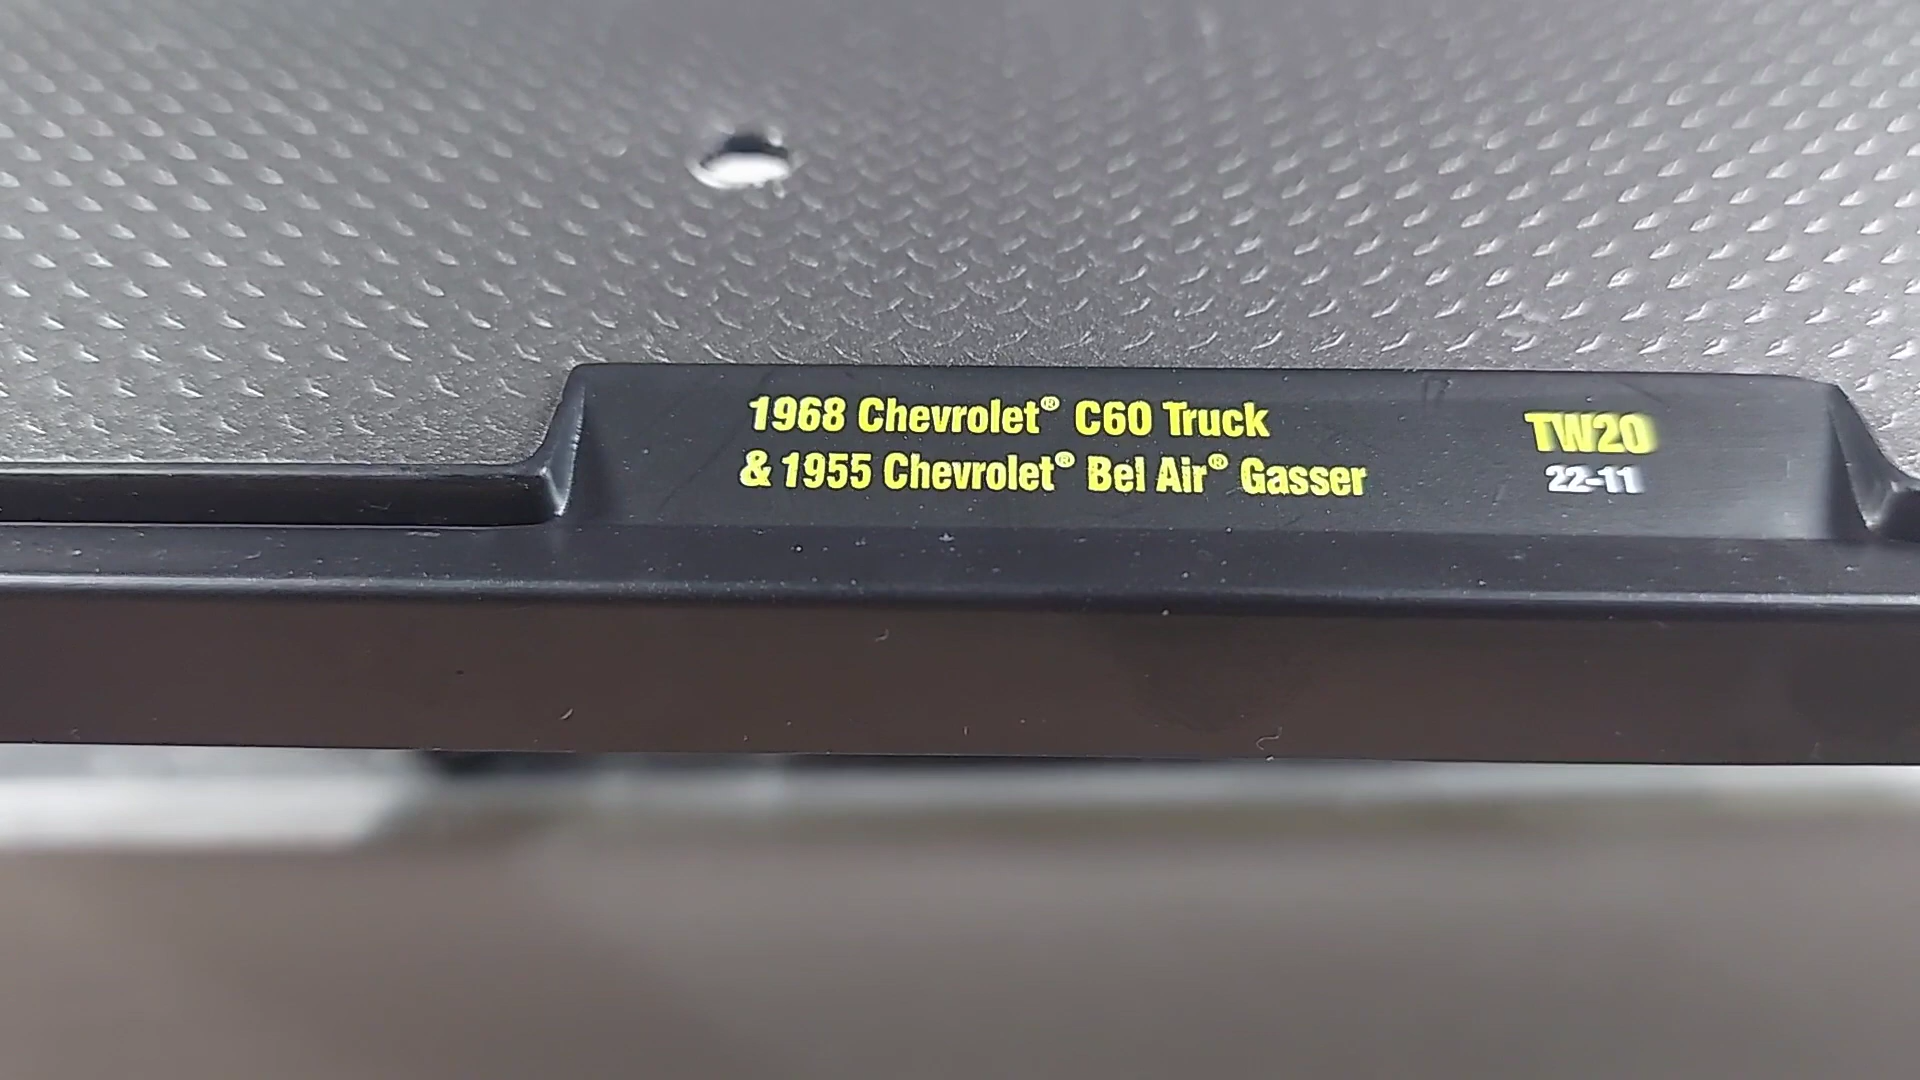 1968 Chevrolet® C60 Truck
& 1955 Chevrolet® Bel Air® Gasser
TW20
22-11